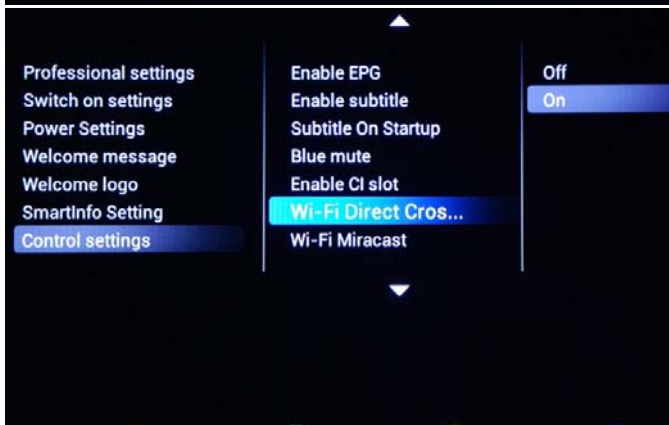 Professional settings
Switch on settings
Power Settings
Welcome message
Welcome logo
SmartInfo Setting
Control settings
Enable EPG
Enable subtitle
Subtitle On Startup
Blue mute
Enable CI slot
Wi-Fi Direct Cros...
Wi-Fi Miracast
Off
On